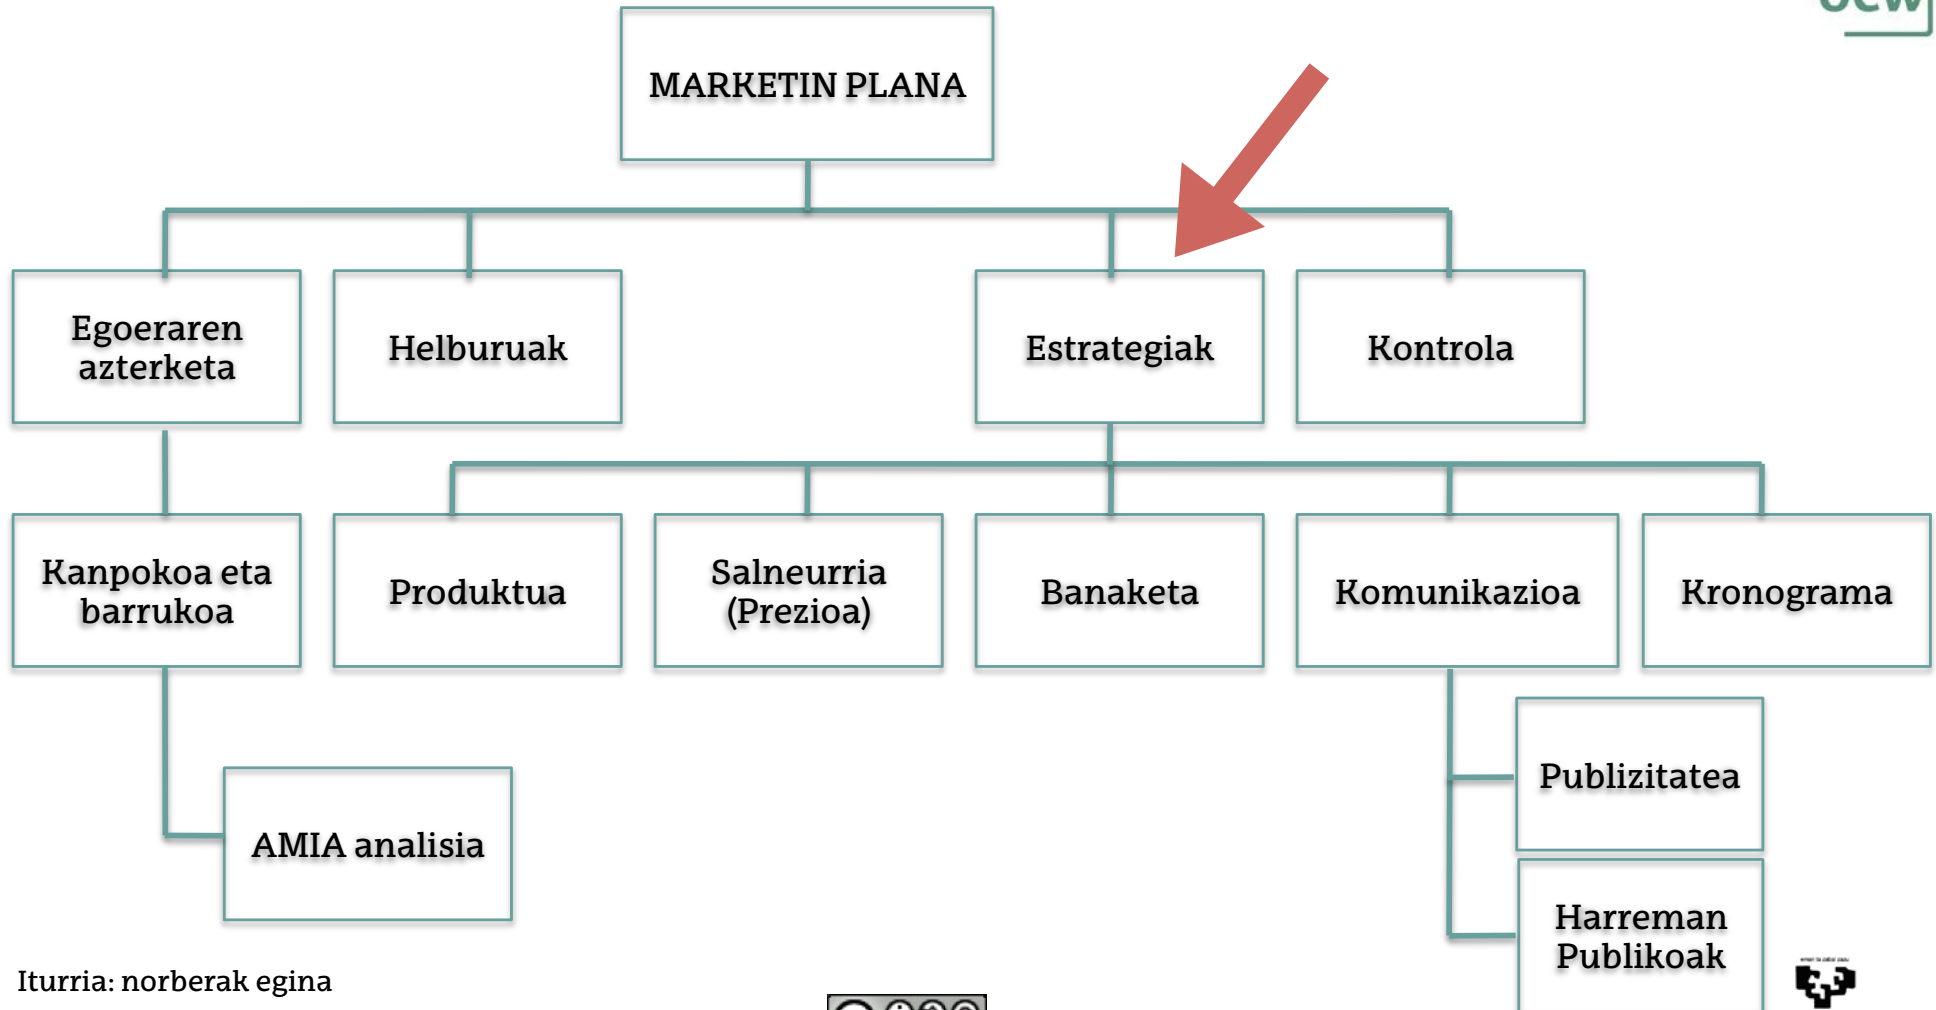 ocw
MARKETIN PLANA
Egoeraren
azterketa
Helburuak
Estrategiak
Kontrola
Kanpokoa eta
barrukoa
Produktua
Salneurria
(Prezioa)
Banaketa
Komunikazioa
Kronograma
Publizitatea
AMIA analisia
Harreman
Publikoak
Iturria: norberak egina